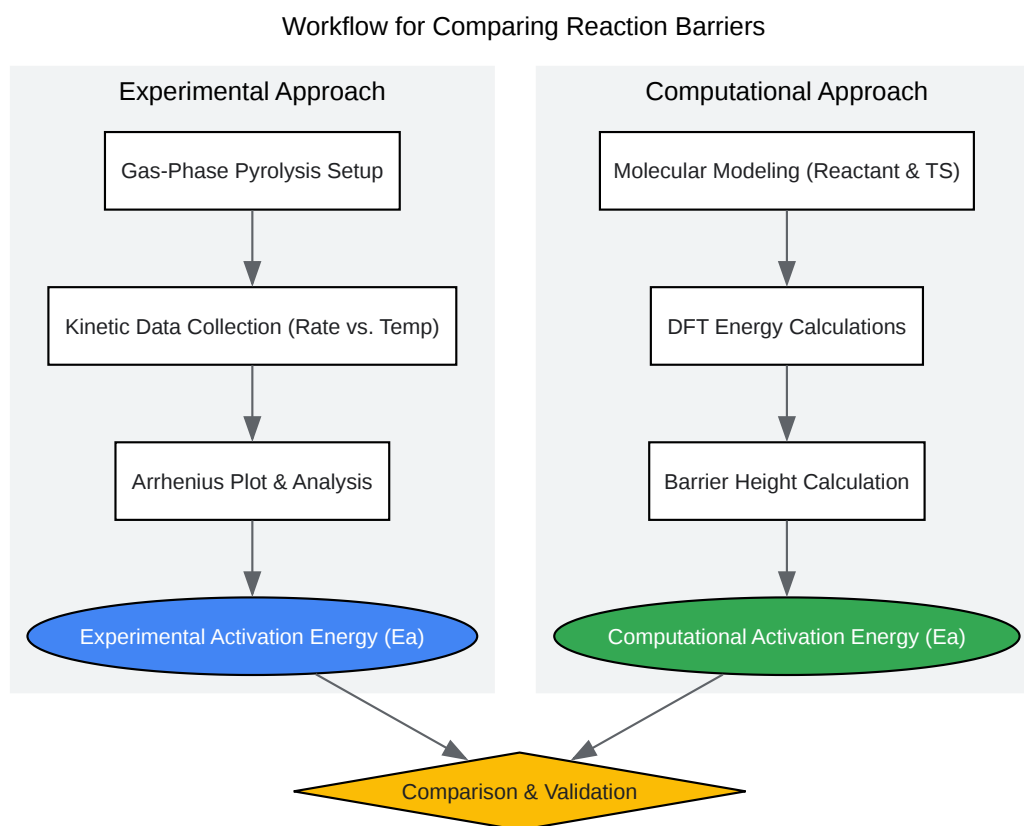 Workflow for Comparing Reaction Barriers
Experimental Approach
Gas-Phase Pyrolysis Setup
Kinetic Data Collection (Rate vs. Temp)
Arrhenius Plot & Analysis
Experimental Activation Energy (Ea)
Computational Approach
Molecular Modeling (Reactant & TS)
DFT Energy Calculations
Barrier Height Calculation
Computational Activation Energy (Ea)
Comparison & Validation